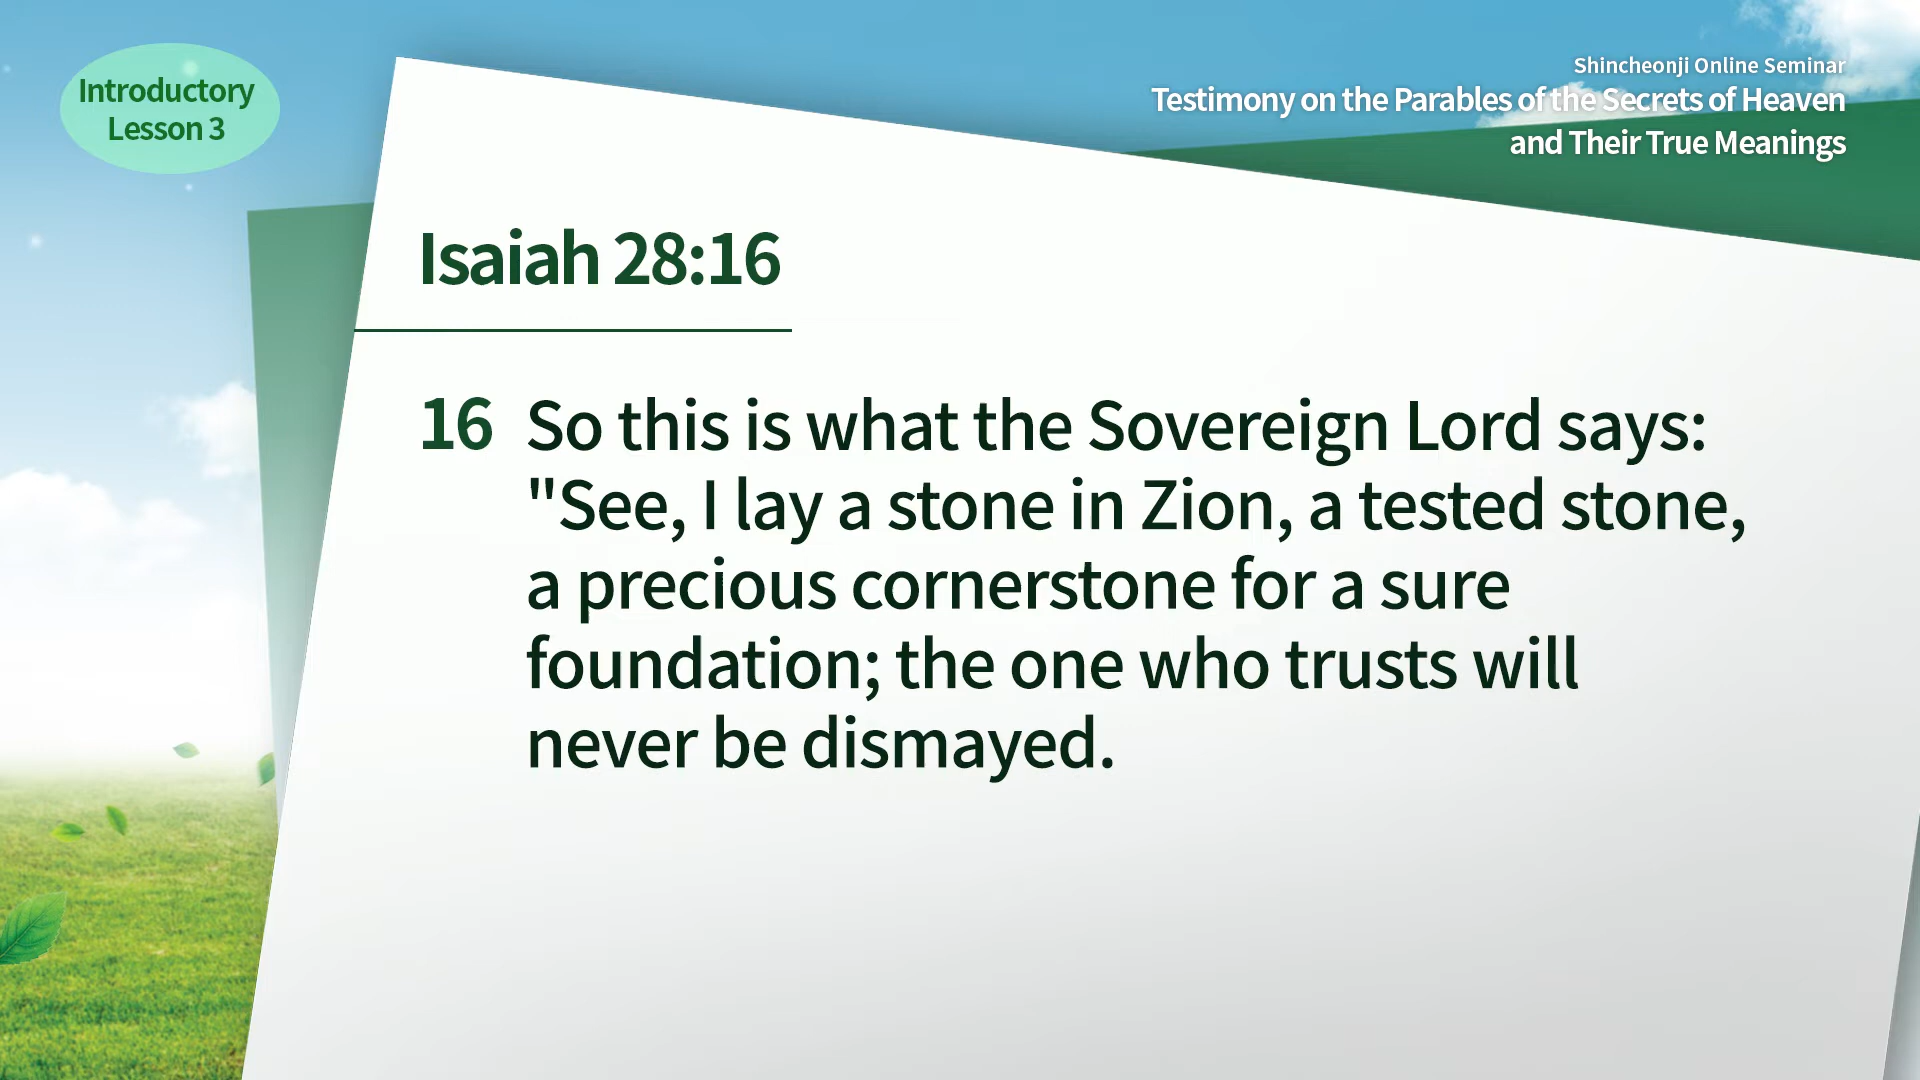 Introductory
Lesson 3
Shincheonji Online Seminar
Testimony on the Parables of the Secrets of Heaven
and Their True Meanings
Isaiah 28:16
16 So this is what the Sovereign Lord says:
"See, I lay a stone in Zion, a tested stone,
a precious cornerstone for a sure
foundation; the one who trusts will
never be dismayed.